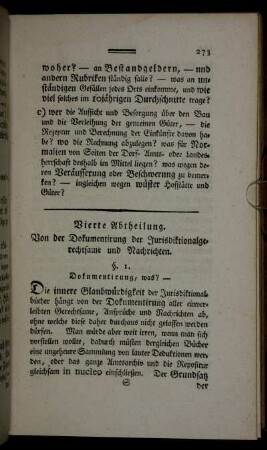 273
woher? — an Bestandgeldern, — und
andern Rubriken ständig falle? — was an un-
ständigen Gefällen jedes Orts einkomme, und wie
viel solches im 10jährigen Durchschnitte trage?
c) wer die Aufsicht und Besorgung über den Bau
und die Verleihung der gemeinen Güter, — die
Rezeptur und Berechnung der Einkünfte davon ha-
be? wo die Rechnung abzulegen? was für Nor-
malien von Seiten der Dorf- Amts- oder Landes-
herrschaft deshalb im Mittel liegen? was wegen de-
ren Veräusserung oder Beschwerung zu bemer-
ken? — ingleichen wegen wüster Hofstätte und
Güter?
Vierte Abtheilung.
Von der Dokumentirung der Jurisdiktionalge-
rechtsame und Nachrichten.
§. 1.
Dokumentirung, was? —
Die innere Glaubwürdigkeit der Jurisdiktional-
bücher hängt von der Dokumentirung aller einver-
leibten Gerechtsame, Ansprüche und Nachrichten ab,
ohne welche diese daher durchaus nicht gelassen werden
dürfen. Man würde aber weit irren, wann man sich
vorstellen wollte, dadurch müsten dergleichen Bücher
eine ungeheure Sammlung von lauter Deduktionen wer-
den, oder das ganze Amtsarchiv und die Repositur
gleichsam in nucleo einschließen. Der Grundsatz
S der